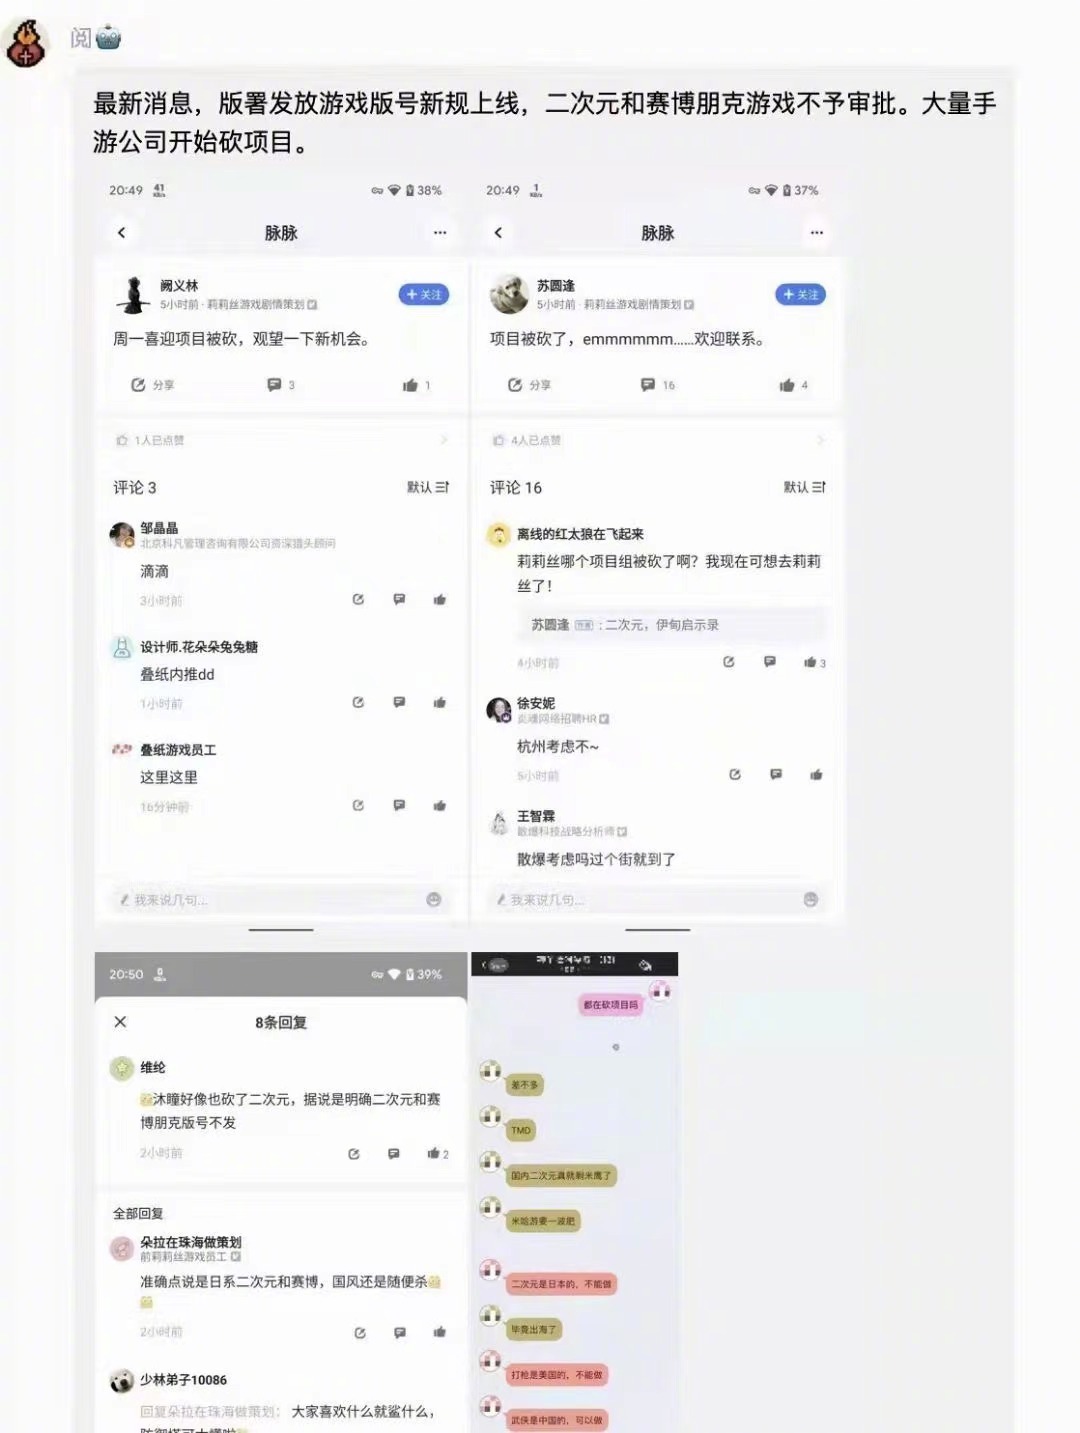 阅
最新消息，版署发放游戏版号新规上线，二次元和赛博朋克游戏不予审批。大量手
游公司开始砍项目。
20:49 41 KB/s 38%
脉脉
阙义林
5小时前 · 莉莉丝游戏剧情策划
+ 关注
周一喜迎项目被砍，观望一下新机会。
分享 3 1
1人已点赞
评论 3 默认
邹晶晶
北京科凡管理咨询有限公司资深猎头顾问
滴滴
3小时前
设计师.花朵朵兔兔糖
叠纸内推dd
1小时前
叠纸游戏员工
这里这里
16分钟前
我来说几句...
20:49 1 KB/s 37%
脉脉
苏圆逢
5小时前 · 莉莉丝游戏剧情策划
+ 关注
项目被砍了，emmmmmm......欢迎联系。
分享 16 4
4人已点赞
评论 16 默认
离线的红太狼在飞起来
莉莉丝哪个项目组被砍了啊？我现在可想去莉莉
丝了！
苏圆逢 作者：二次元，伊甸启示录
4小时前 3
徐安妮
炎魂网络招聘HR
杭州考虑不~
5小时前
王智霖
散爆科技战略分析师
散爆考虑吗过个街就到了
我来说几句...
20:50 0 39%
8条回复
维纶
沐瞳好像也砍了二次元，据说是明确二次元和赛
博朋克版号不发
2小时前 2
全部回复
朵拉在珠海做策划
前莉莉丝游戏员工
准确点说是日系二次元和赛博，国风还是随便杀
2小时前
少林弟子10086
回复朵拉在珠海做策划： 大家喜欢什么就鲨什么，
都在砍项目吗
差不多
TMD
国内二次元真就剩米鹰了
米哈游要一波肥
二次元是日本的，不能做
毕竟出海了
打枪是美国的，不能做
武侠是中国的，可以做